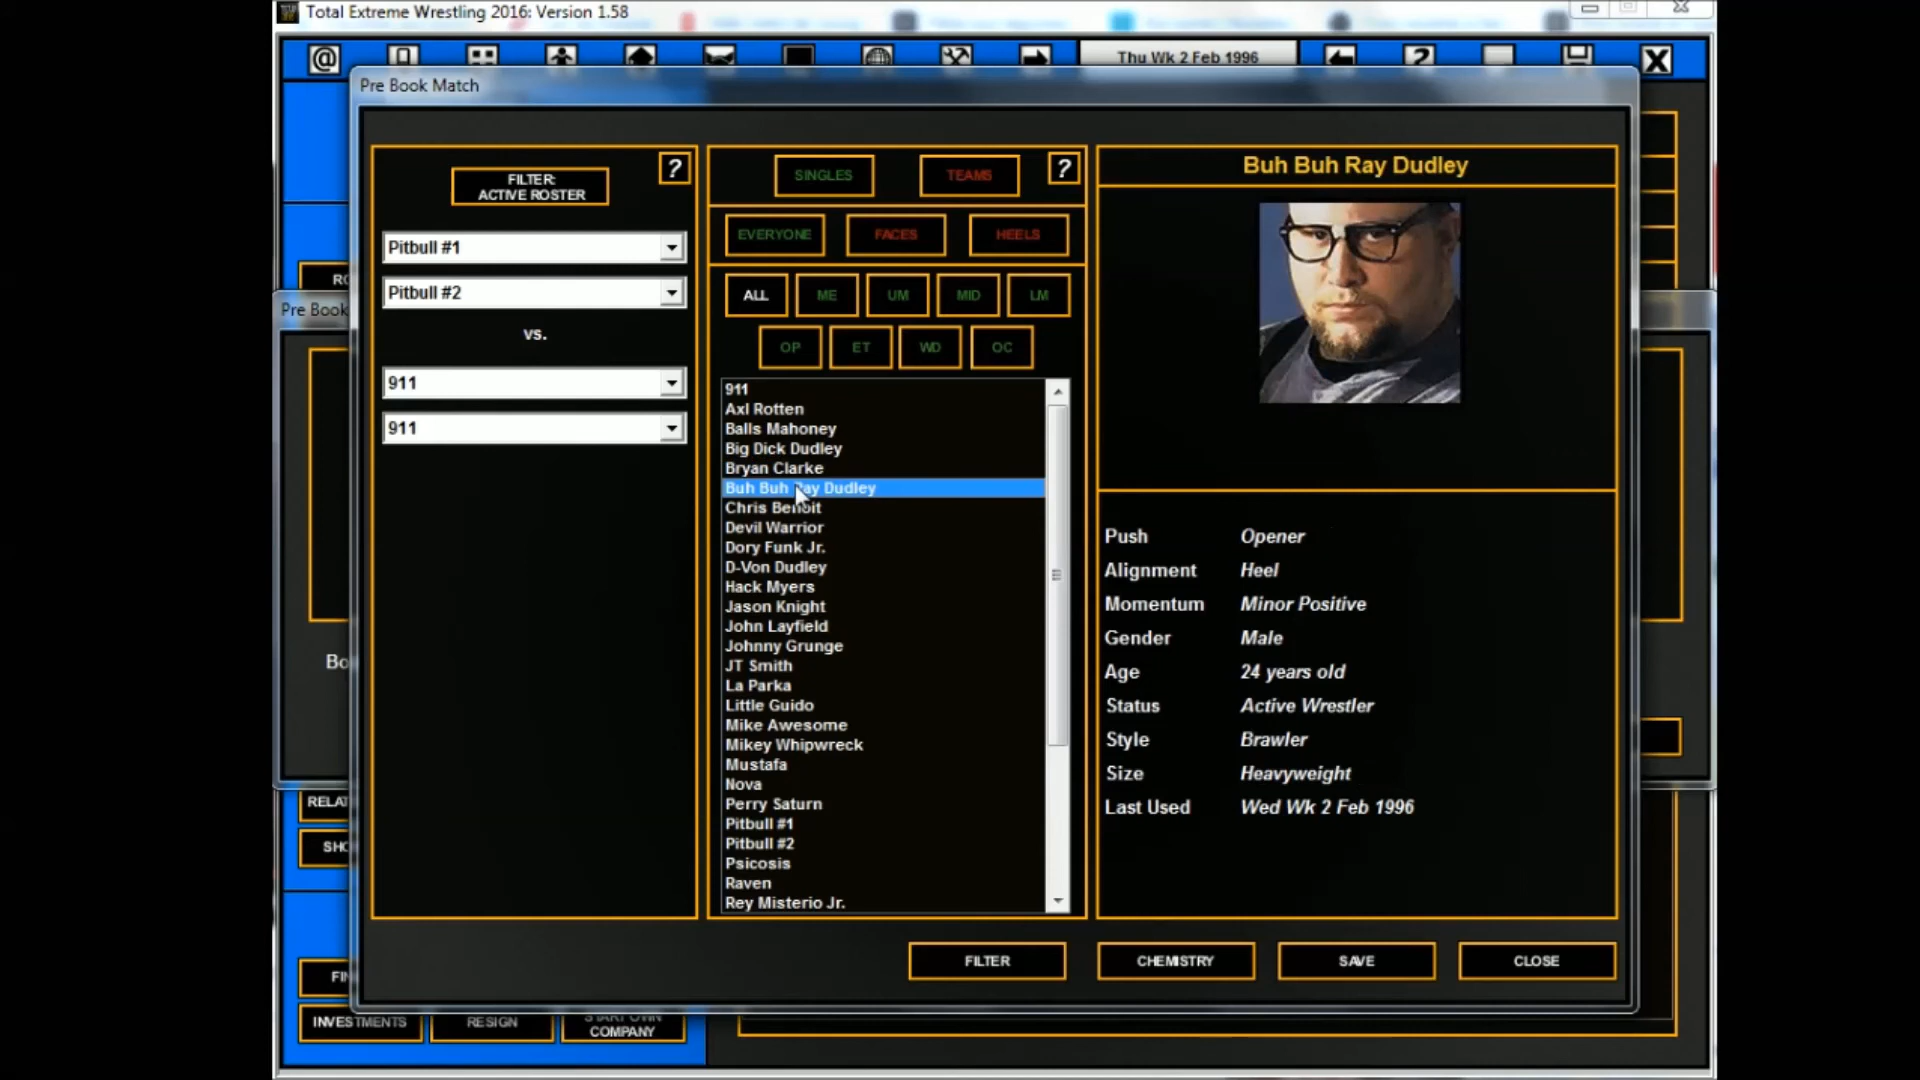 Total Extreme Wrestling 2016: Version 1.58
@
Thu Wk 2 Feb 1996
?
X
Pre Book Match
FILTER:
ACTIVE ROSTER
?
Pitbull #1
Pitbull #2
vs.
911
911
SINGLES
TEAMS
?
EVERYONE
FACES
HEELS
ALL
ME
UM
MID
LM
OP
ET
WD
OC
911
Axl Rotten
Balls Mahoney
Big Dick Dudley
Bryan Clarke
Buh Buh Ray Dudley
Chris Benoit
Devil Warrior
Dory Funk Jr.
D-Von Dudley
Hack Myers
Jason Knight
John Layfield
Johnny Grunge
JT Smith
La Parka
Little Guido
Mike Awesome
Mikey Whipwreck
Mustafa
Nova
Perry Saturn
Pitbull #1
Pitbull #2
Psicosis
Raven
Rey Misterio Jr.
Buh Buh Ray Dudley
Push Opener
Alignment Heel
Momentum Minor Positive
Gender Male
Age 24 years old
Status Active Wrestler
Style Brawler
Size Heavyweight
Last Used Wed Wk 2 Feb 1996
FILTER
CHEMISTRY
SAVE
CLOSE
Pre Book
INVESTMENTS
RESIGN
START OWN
COMPANY